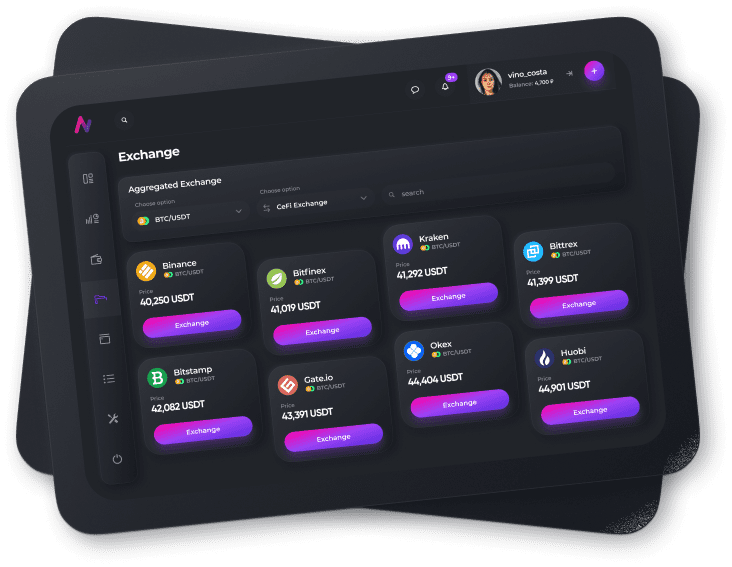 9+
vino_costa
Balance: 4,700 ₽
Exchange
Aggregated Exchange
Choose option
BTC/USDT
Choose option
CeFi Exchange
search
Binance
BTC/USDT
Price
40,250 USDT
Exchange
Bitfinex
BTC/USDT
Price
41,019 USDT
Exchange
Kraken
BTC/USDT
Price
41,292 USDT
Exchange
Bittrex
BTC/USDT
Price
41,399 USDT
Exchange
Bitstamp
BTC/USDT
Price
42,082 USDT
Exchange
Gate.io
BTC/USDT
Price
43,391 USDT
Exchange
Okex
BTC/USDT
Price
44,404 USDT
Exchange
Huobi
BTC/USDT
Price
44,901 USDT
Exchange